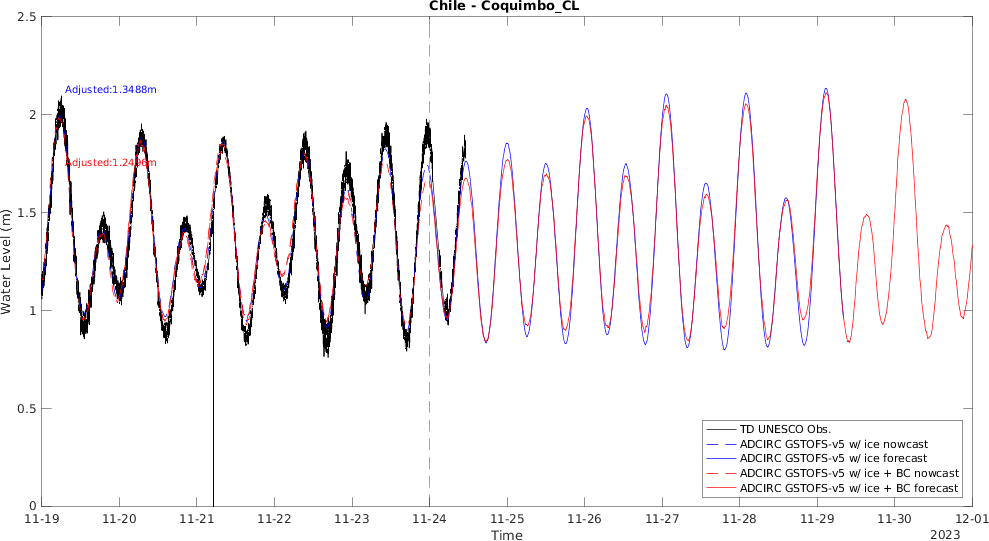 Chile - Coquimbo_CL
2.5
2
1.5
1
0.5
0
Water Level (m)
Adjusted:1.3488m
Adjusted:1.2496m
TD UNESCO Obs.
ADCIRC GSTOFS-v5 w/ ice nowcast
ADCIRC GSTOFS-v5 w/ ice forecast
ADCIRC GSTOFS-v5 w/ ice + BC nowcast
ADCIRC GSTOFS-v5 w/ ice + BC forecast
11-19 11-20 11-21 11-22 11-23 11-24 11-25 11-26 11-27 11-28 11-29 11-30 12-01
Time
2023